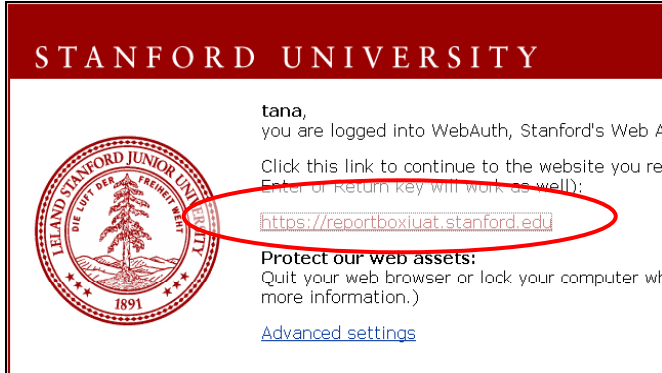 STANFORD UNIVERSITY
tana,
you are logged into WebAuth, Stanford's Web A
Click this link to continue to the website you re
Enter or Return key will work as well):
https://reportboxiuat.stanford.edu
Protect our web assets:
Quit your web browser or lock your computer wh
more information.)
Advanced settings
LELAND STANFORD JUNIOR UNIVERSITY
DIE LUFT DER FREIHEIT WEHT
1891